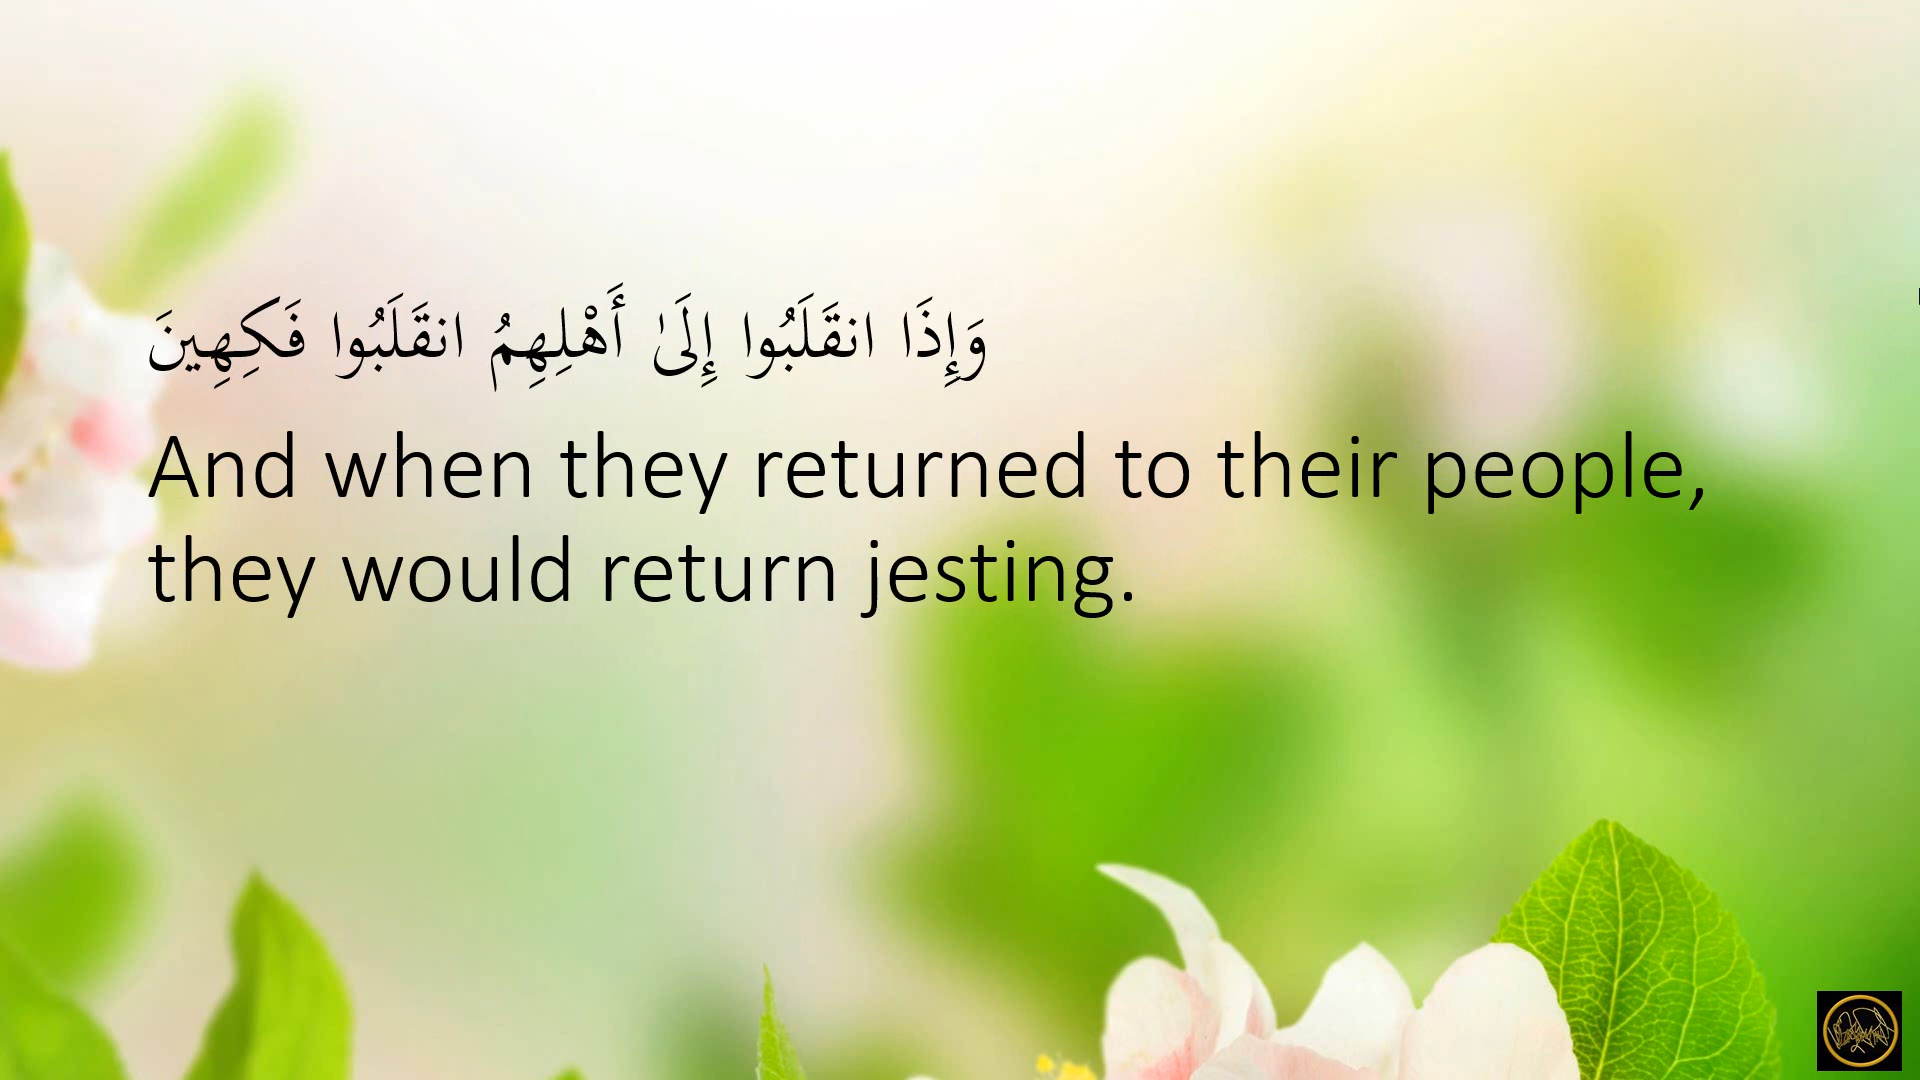 وَإِذَا انقَلَبُوا إِلَىٰ أَهْلِهِمُ انقَلَبُوا فَكِهِينَ
And when they returned to their people,
they would return jesting.